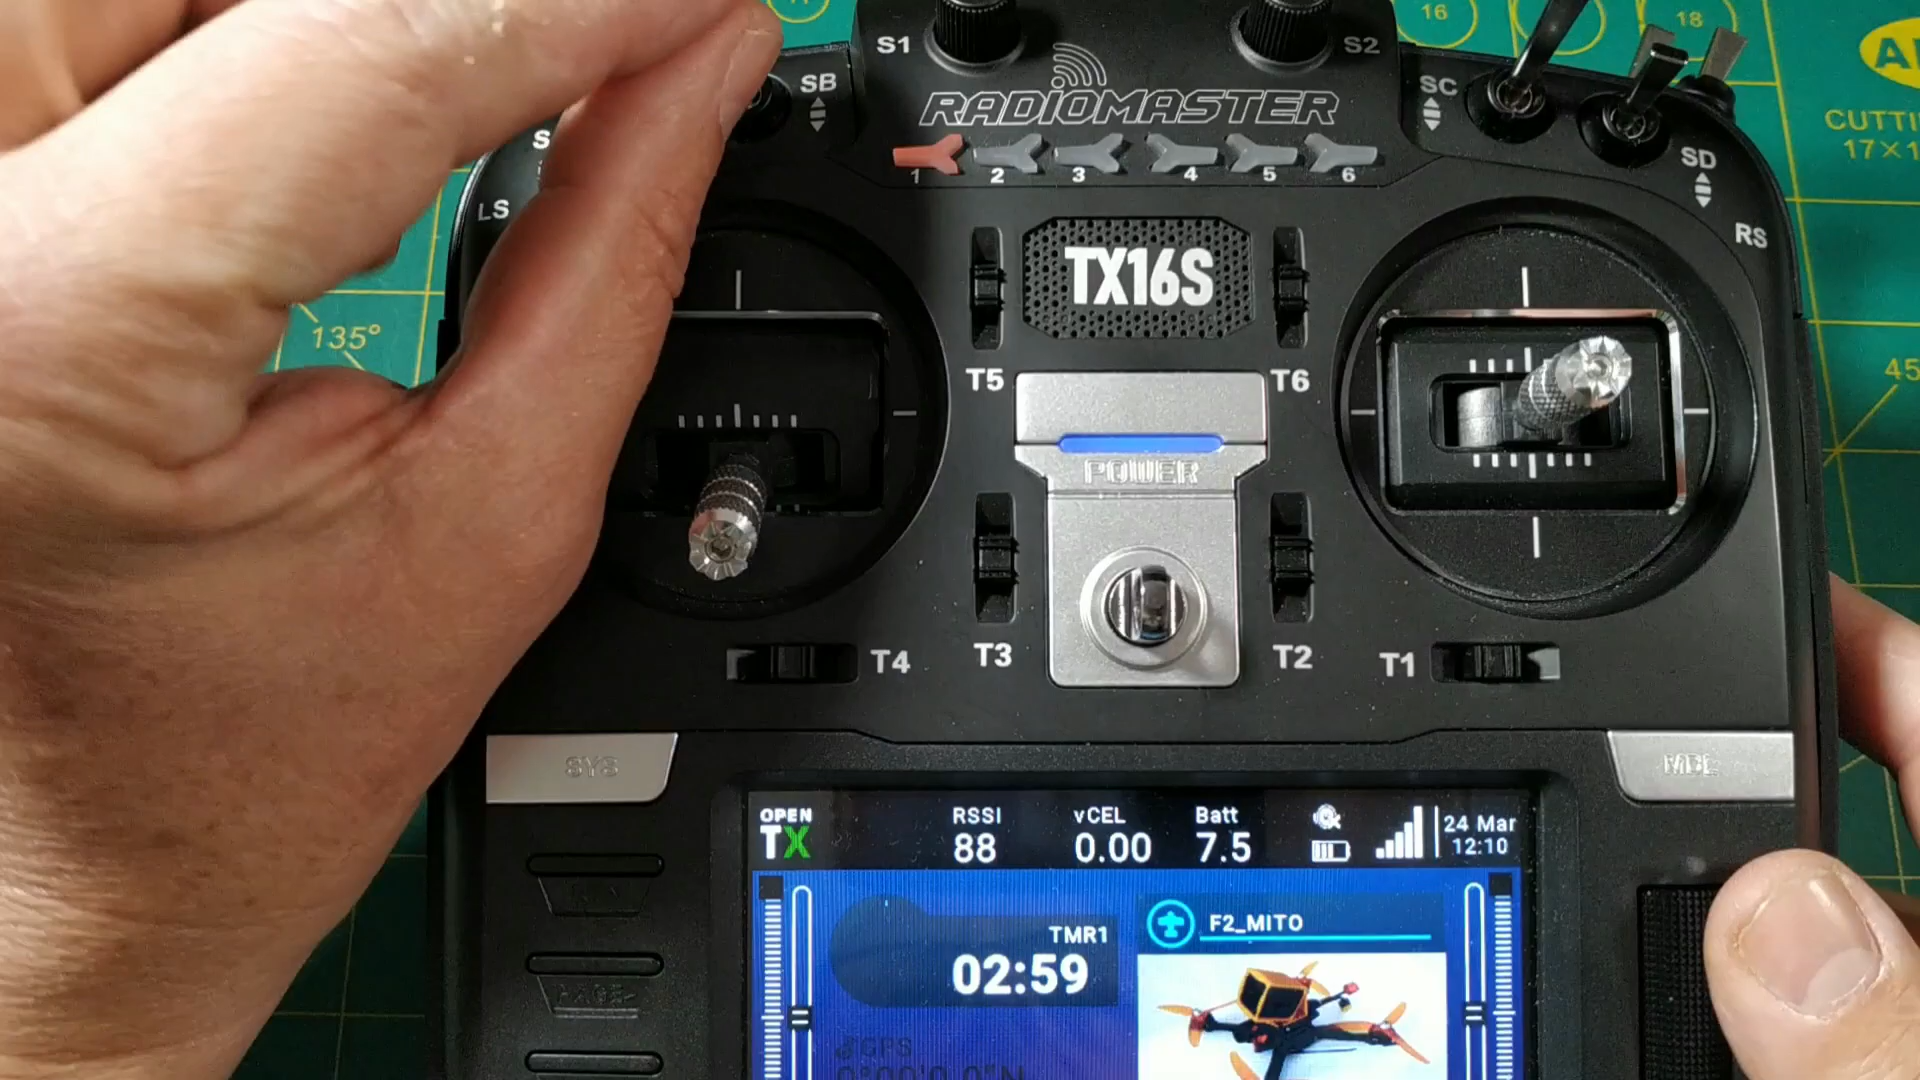 16
18
S1
S2
SB
SC
RADIOMASTER
1 2 3 4 5 6
SD
LS
RS
CUTTI
17×1
135°
45
TX16S
T5
T6
POWER
T4
T3
T2
T1
SYS
MDL
OPEN
TX
RSSI
88
vCEL
0.00
Batt
7.5
24 Mar
12:10
TMR1
02:59
F2_MITO
GPS
PAGE